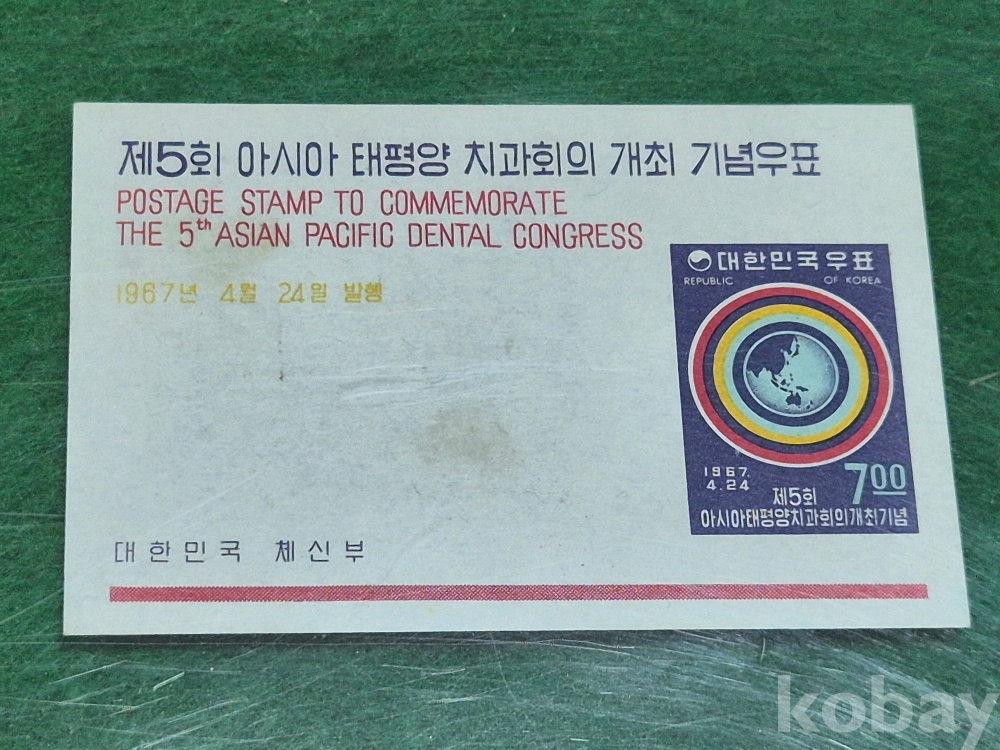 제5회 아시아 태평양 치과회의 개최 기념우표
POSTAGE STAMP TO COMMEMORATE
THE 5th ASIAN PACIFIC DENTAL CONGRESS
1967년 4월 24일 발행
대한민국우표
REPUBLIC OF KOREA
1967.
4.24
7.00
제5회
아시아태평양치과회의개최기념
대한민국 체신부
kobay